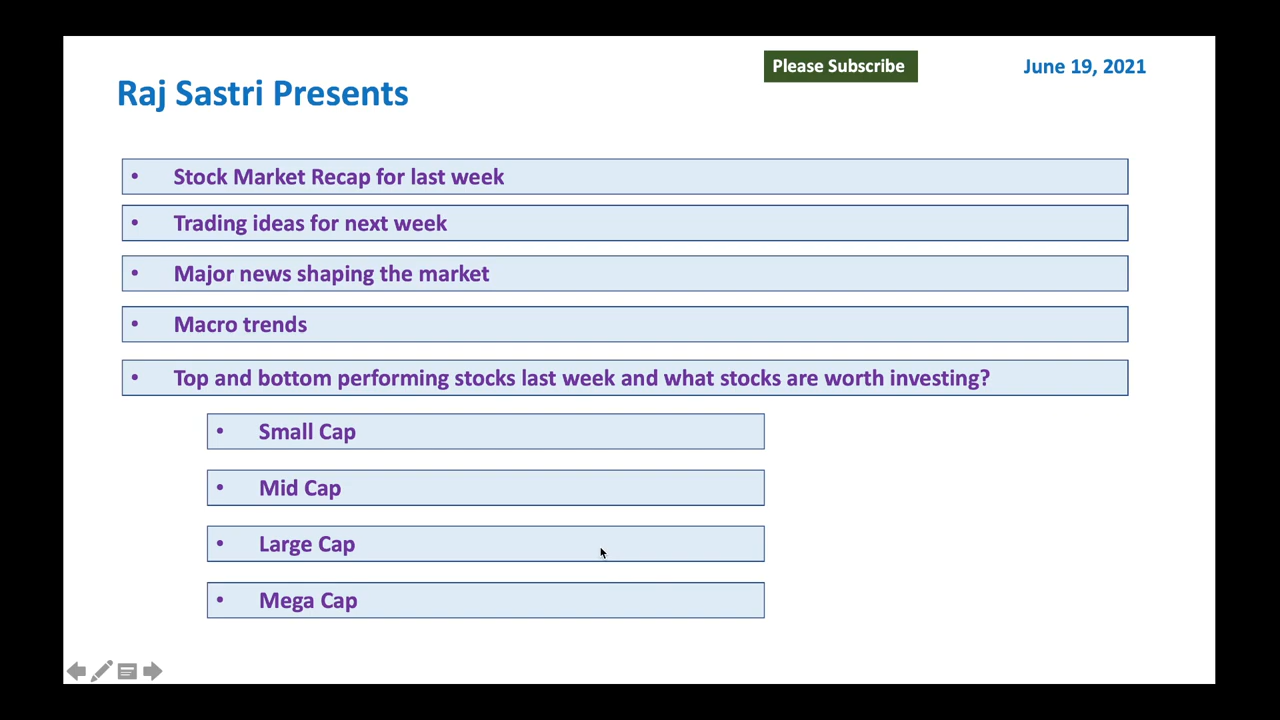 Please Subscribe
June 19, 2021
Raj Sastri Presents
• Stock Market Recap for last week
• Trading ideas for next week
• Major news shaping the market
• Macro trends
• Top and bottom performing stocks last week and what stocks are worth investing?
• Small Cap
• Mid Cap
• Large Cap
• Mega Cap